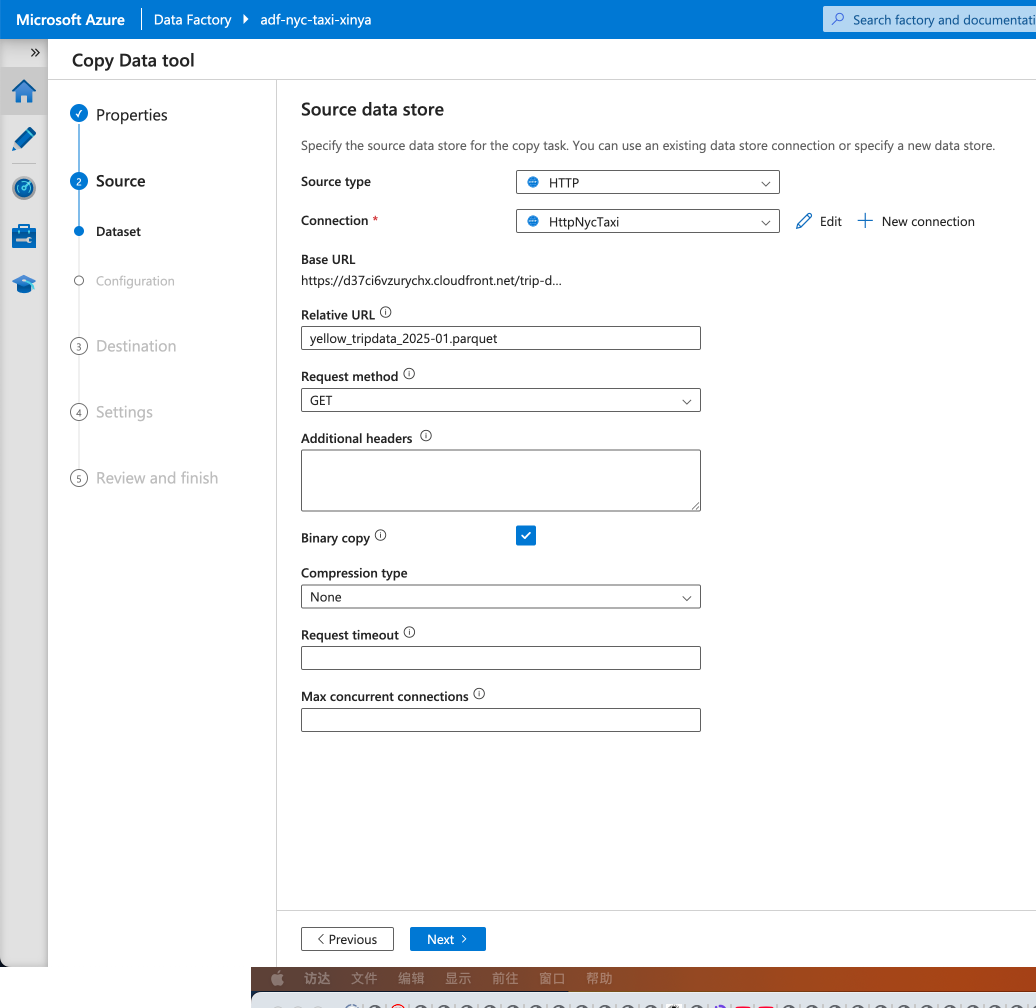 Microsoft Azure Data Factory adf-nyc-taxi-xinya Search factory and documentati
Copy Data tool
Properties
2 Source
Dataset
Configuration
3 Destination
4 Settings
5 Review and finish
Source data store
Specify the source data store for the copy task. You can use an existing data store connection or specify a new data store.
Source type HTTP
Connection * HttpNycTaxi Edit New connection
Base URL
https://d37ci6vzurychx.cloudfront.net/trip-d...
Relative URL
yellow_tripdata_2025-01.parquet
Request method
GET
Additional headers
Binary copy
Compression type
None
Request timeout
Max concurrent connections
Previous Next
访达 文件 编辑 显示 前往 窗口 帮助